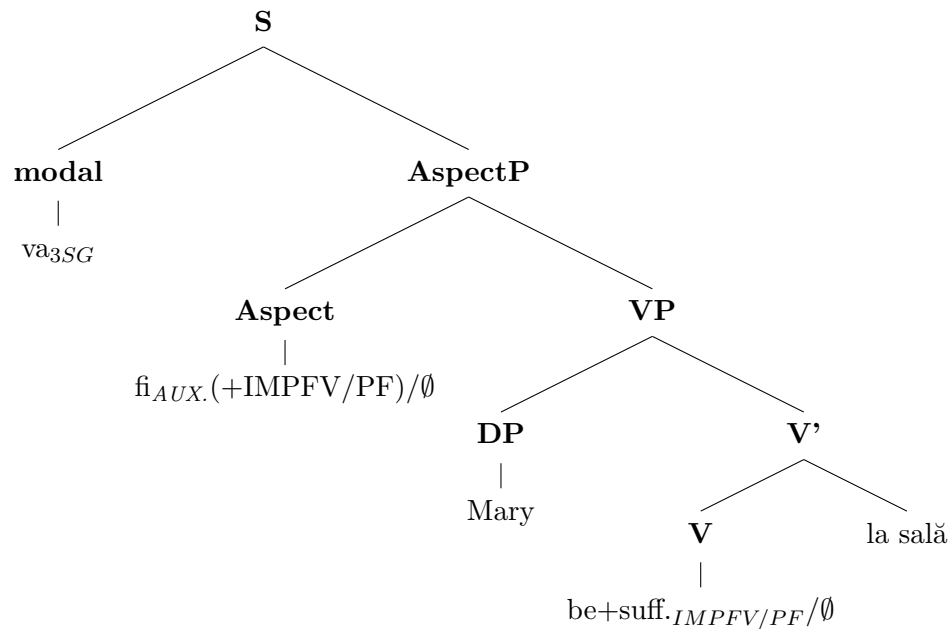 S
modal AspectP
va3SG
Aspect VP
fiAUX.(+IMPFV/PF)/∅
DP V’
Mary
V la sală
be+suff.IMPFV/PF/∅